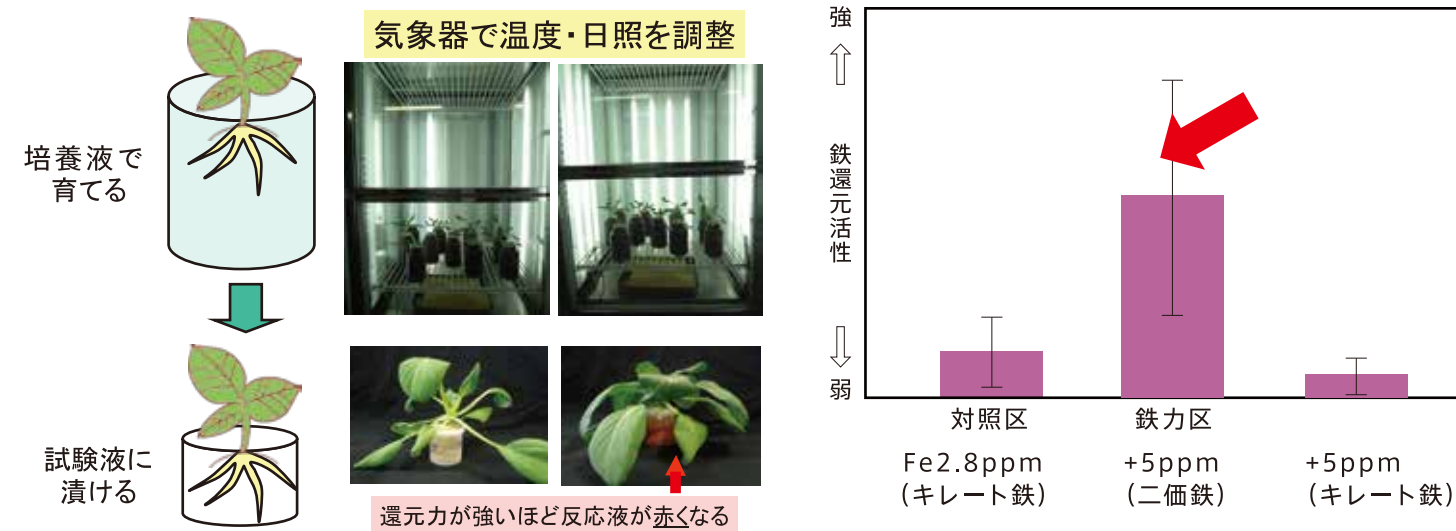 培養液で
育てる
試験液に
漬ける
気象器で温度・日照を調整
還元力が強いほど反応液が赤くなる
強
鉄還元活性
弱
対照区
鉄力区
Fe2.8ppm
(キレート鉄)
+5ppm
(二価鉄)
+5ppm
(キレート鉄)